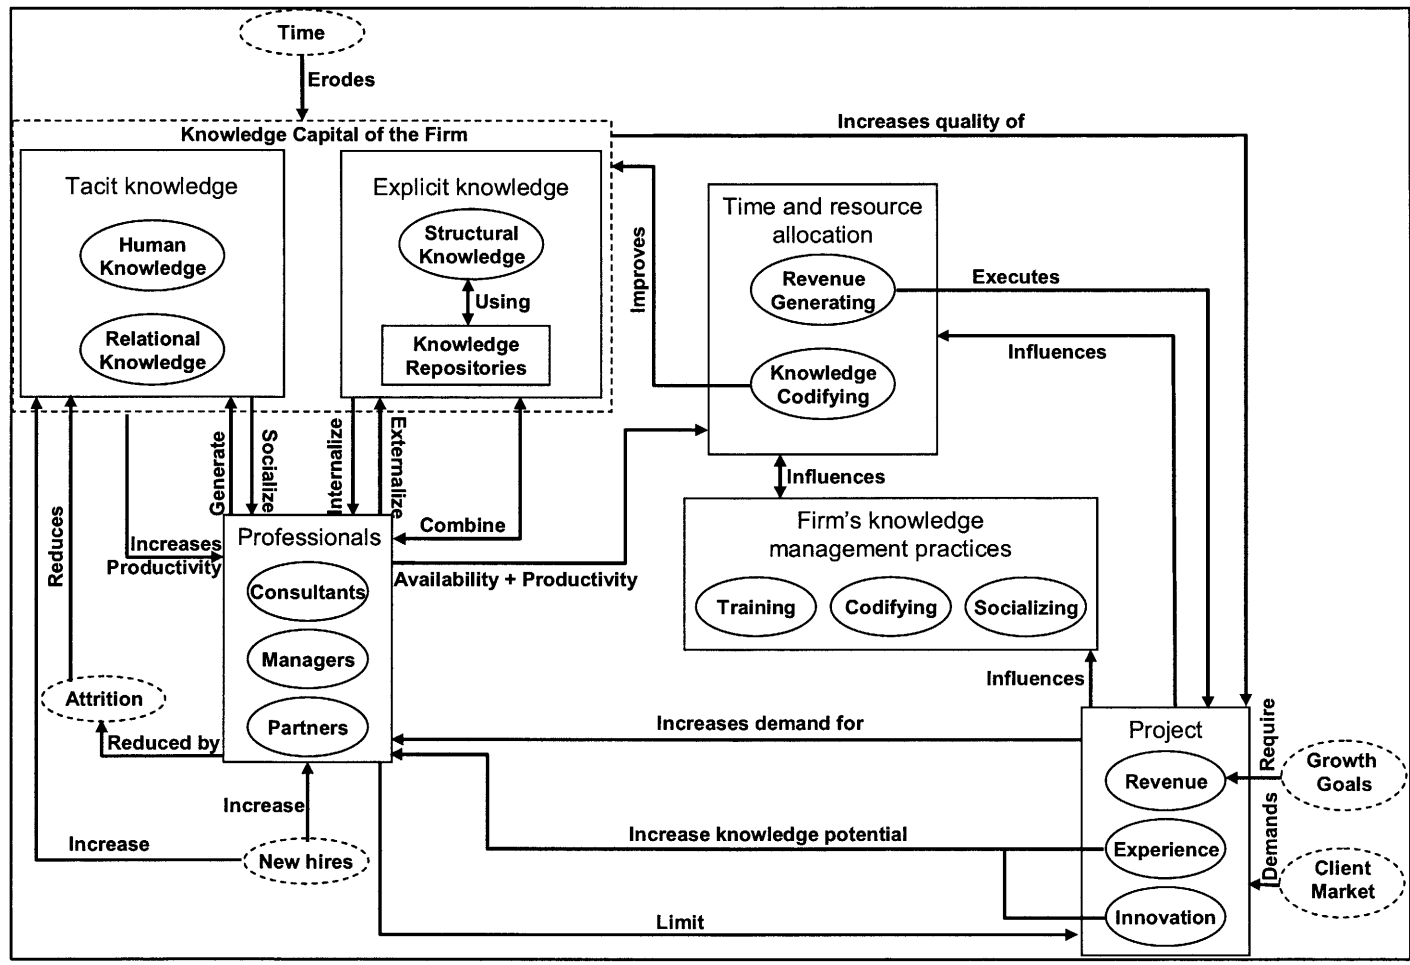 Time
Erodes
Knowledge Capital of the Firm
Increases quality of
Tacit knowledge
Human
Knowledge
Relational
Knowledge
Explicit knowledge
Structural
Knowledge
Using
Knowledge
Repositories
Improves
Time and resource
allocation
Revenue
Generating
Knowledge
Codifying
Executes
Influences
Generate
Socialize
Internalize
Externalize
Combine
Influences
Reduces
Increases
Productivity
Professionals
Consultants
Managers
Partners
Availability + Productivity
Firm's knowledge
management practices
Training
Codifying
Socializing
Influences
Attrition
Reduced by
Increases demand for
Project
Revenue
Experience
Innovation
Require
Growth
Goals
Demands
Client
Market
Increase
Increase
New hires
Increase knowledge potential
Limit